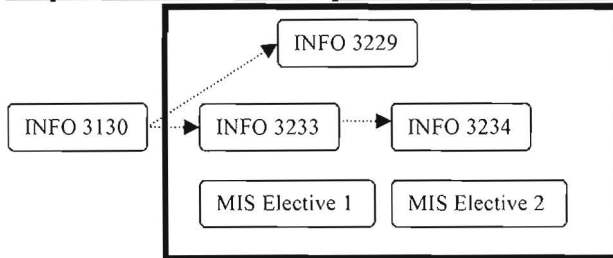 INFO 3229
INFO 3130
INFO 3233
INFO 3234
MIS Elective 1
MIS Elective 2